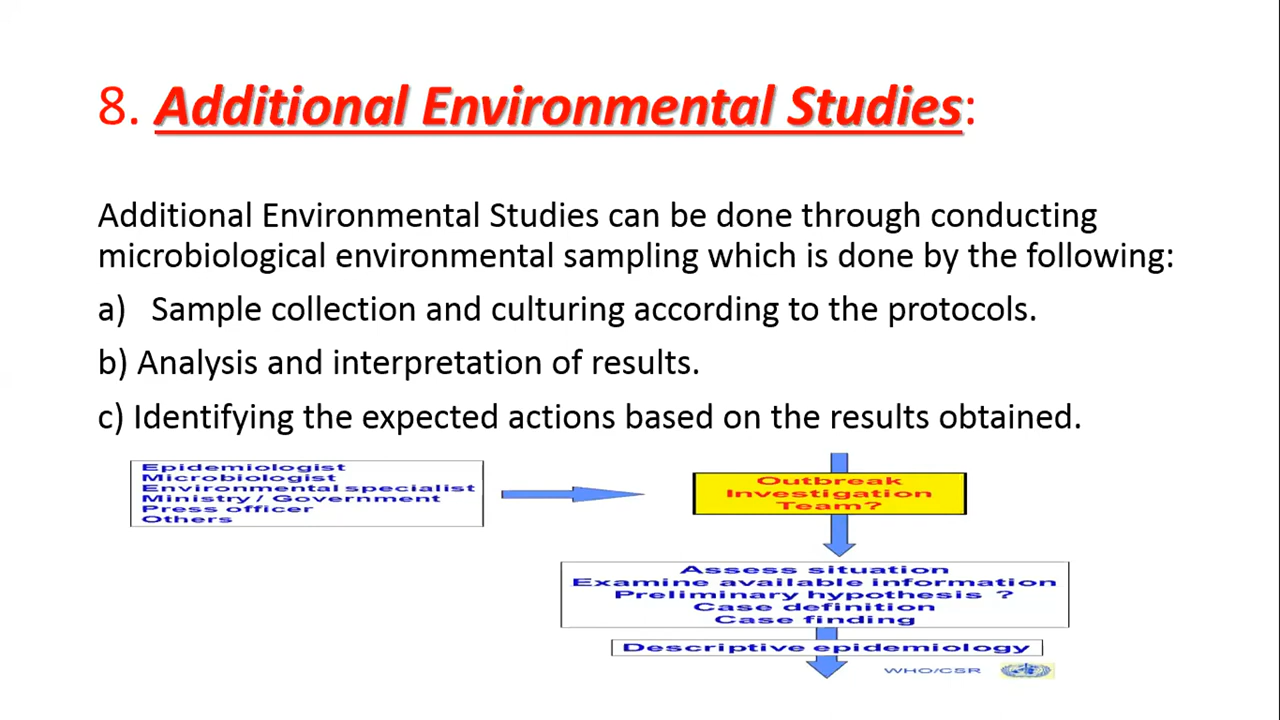 8. Additional Environmental Studies:
Additional Environmental Studies can be done through conducting
microbiological environmental sampling which is done by the following:
a) Sample collection and culturing according to the protocols.
b) Analysis and interpretation of results.
c) Identifying the expected actions based on the results obtained.
Epidemiologist
Microbiologist
Environmental specialist
Ministry / Government
Press officer
Others
Outbreak
Investigation
Team?
Assess situation
Examine available information
Preliminary hypothesis ?
Case definition
Case finding
Descriptive epidemiology
WHO/CSR